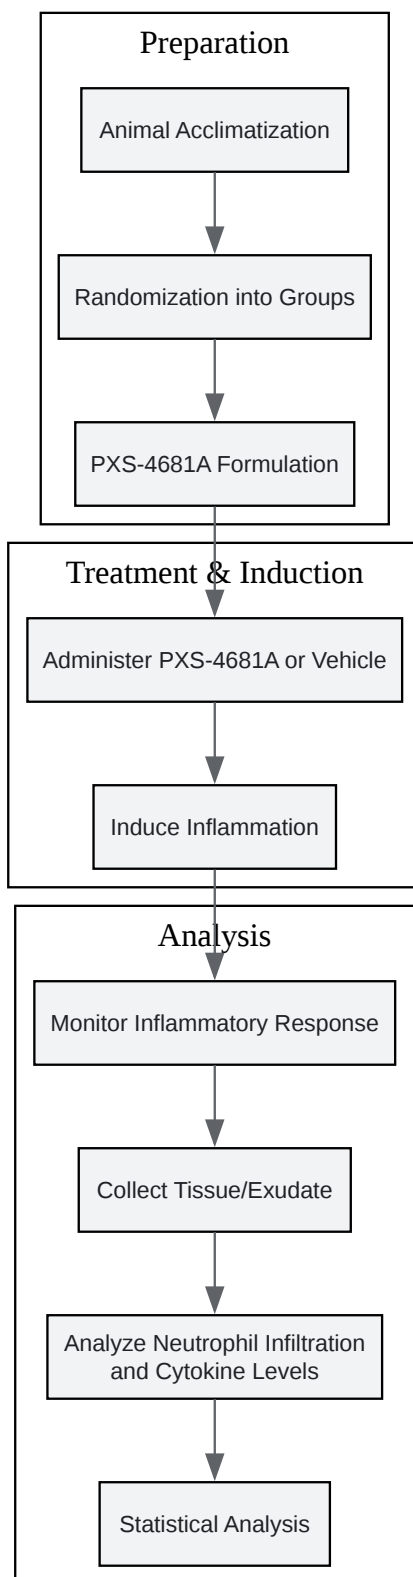 Preparation
Animal Acclimatization
Randomization into Groups
PXS-4681A Formulation
Treatment & Induction
Administer PXS-4681A or Vehicle
Induce Inflammation
Analysis
Monitor Inflammatory Response
Collect Tissue/Exudate
Analyze Neutrophil Infiltration
and Cytokine Levels
Statistical Analysis